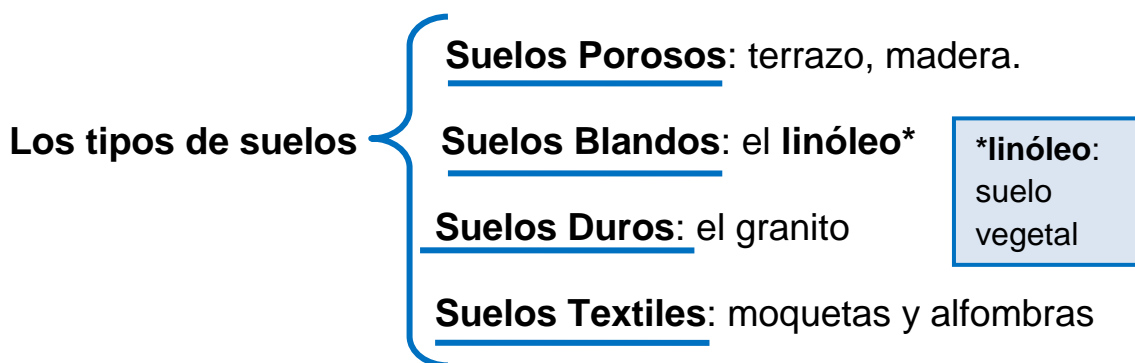 Suelos Porosos: terrazo, madera.
Los tipos de suelos
Suelos Blandos: el linóleo*
*linóleo:
suelo
vegetal
Suelos Duros: el granito
Suelos Textiles: moquetas y alfombras